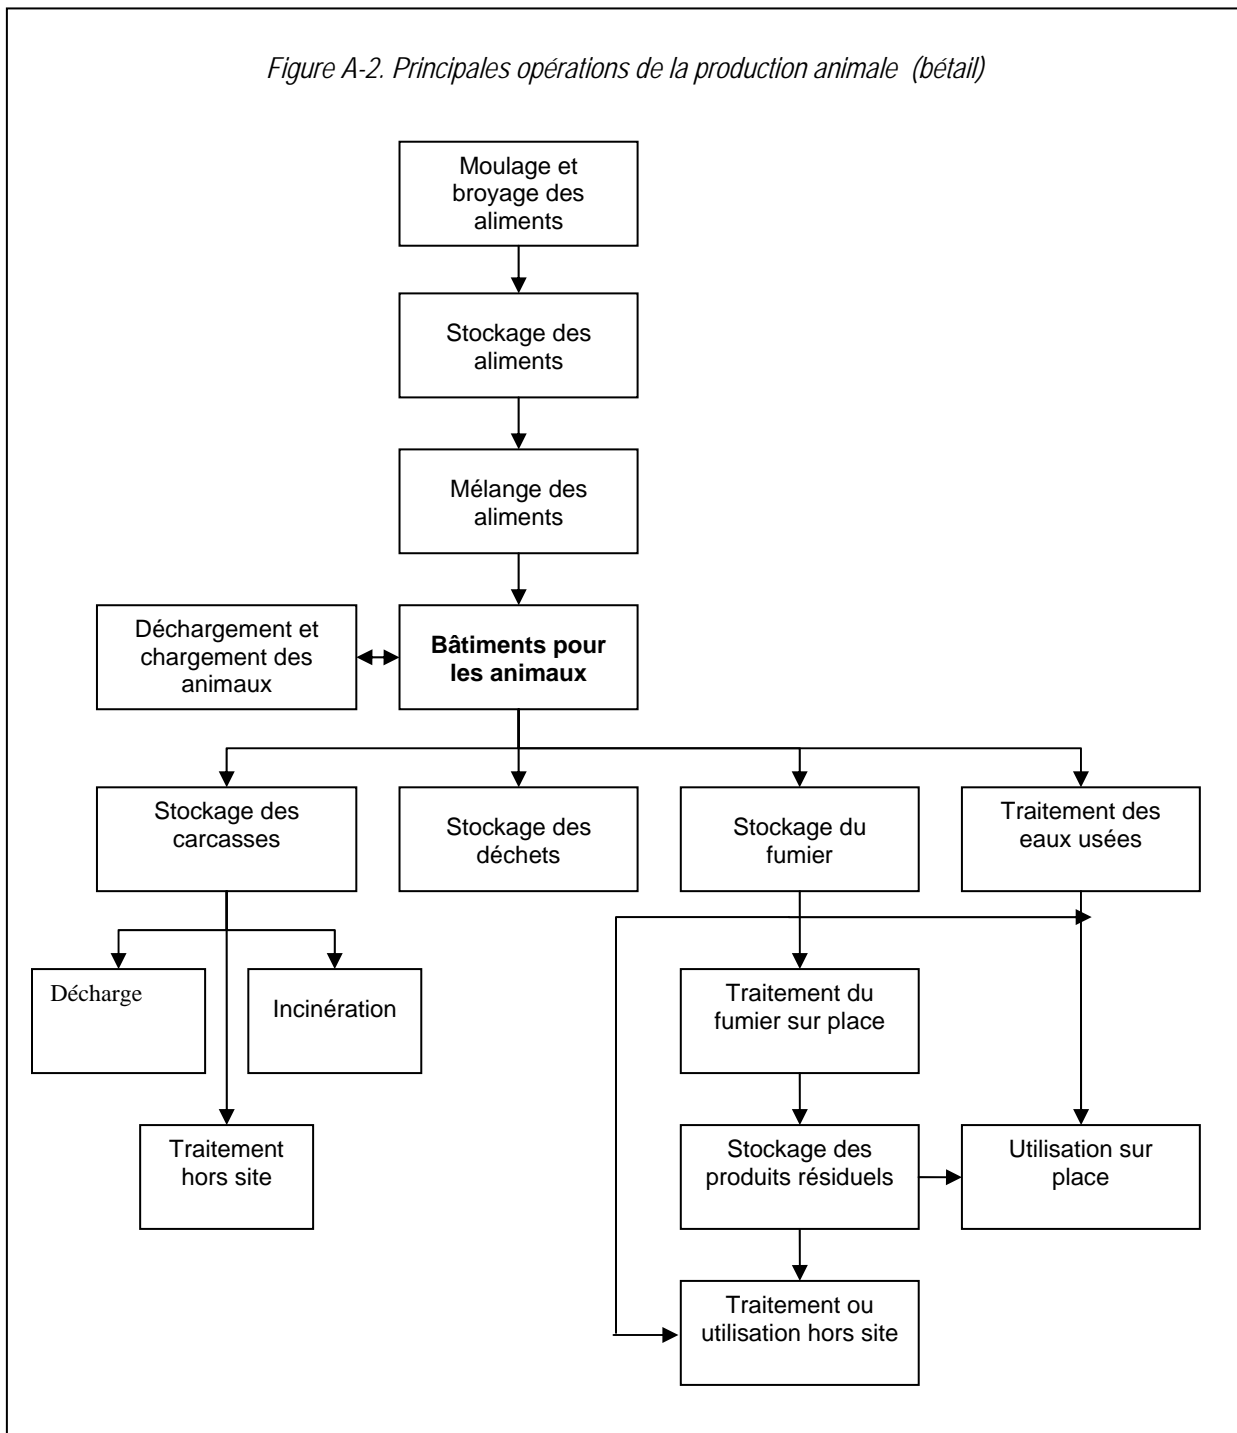 Figure A-2. Principales opérations de la production animale (bétail)
Moulage et
broyage des
aliments
Stockage des
aliments
Mélange des
aliments
Déchargement et
chargement des
animaux
Bâtiments pour
les animaux
Stockage des
carcasses
Stockage des
déchets
Stockage du
fumier
Traitement des
eaux usées
Décharge
Incinération
Traitement du
fumier sur place
Traitement
hors site
Stockage des
produits résiduels
Utilisation sur
place
Traitement ou
utilisation hors site